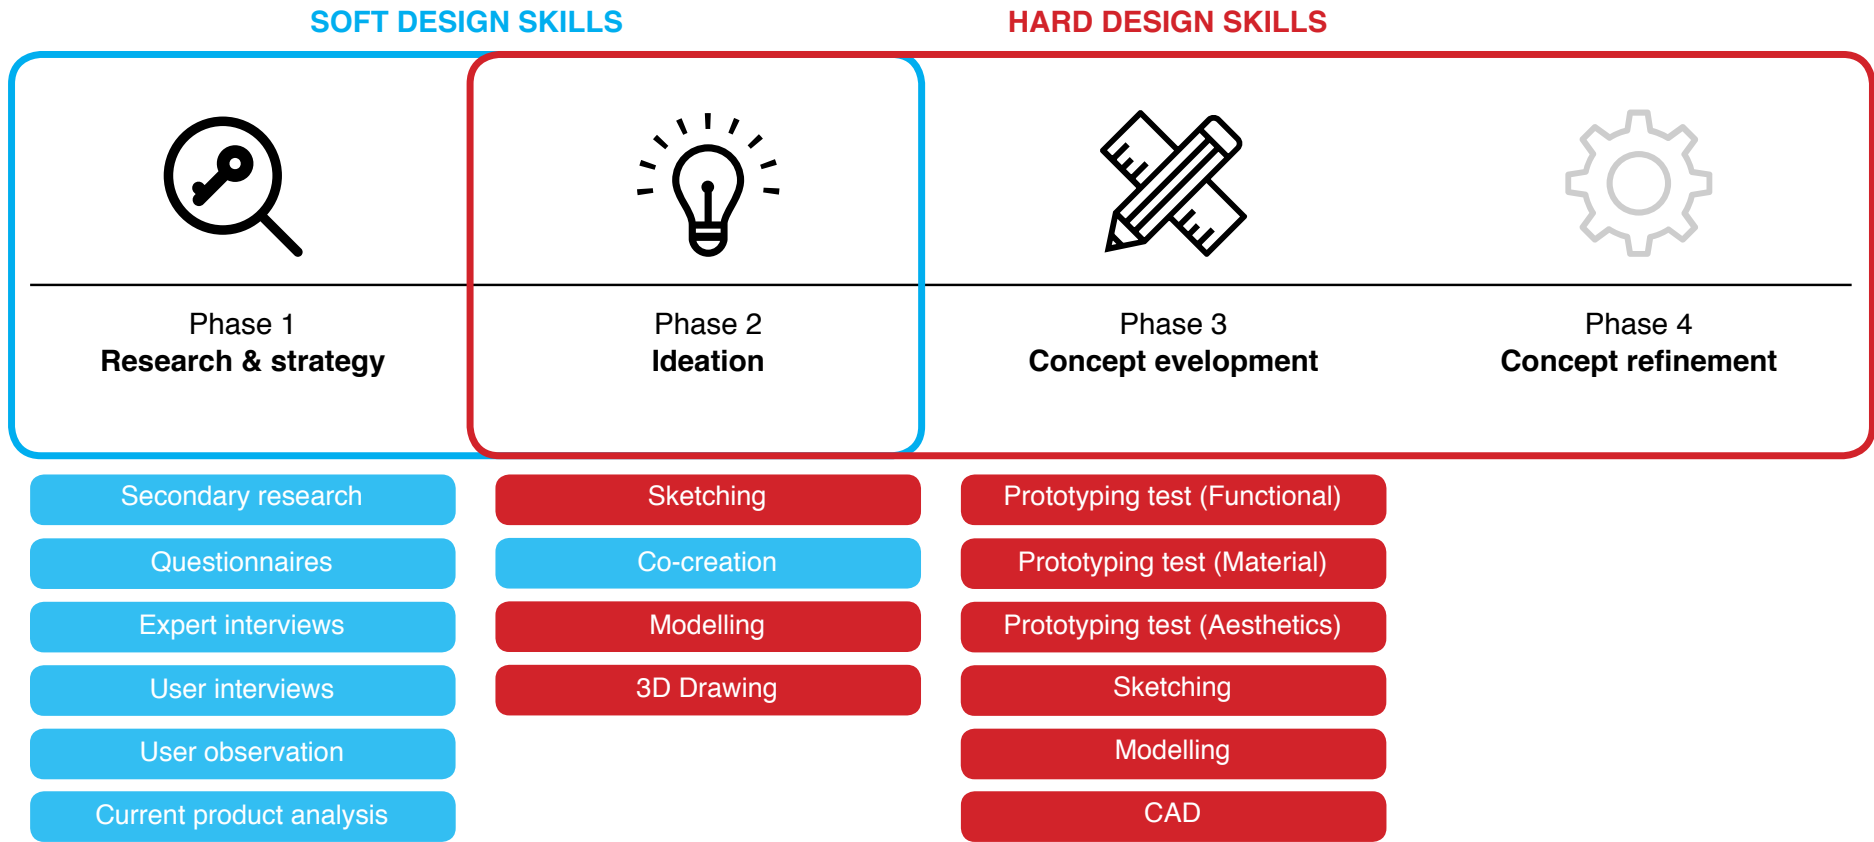 SOFT DESIGN SKILLS
HARD DESIGN SKILLS
Phase 1
Research & strategy
Phase 2
Ideation
Phase 3
Concept evelopment
Phase 4
Concept refinement
Secondary research
Questionnaires
Expert interviews
User interviews
User observation
Current product analysis
Sketching
Co-creation
Modelling
3D Drawing
Prototyping test (Functional)
Prototyping test (Material)
Prototyping test (Aesthetics)
Sketching
Modelling
CAD